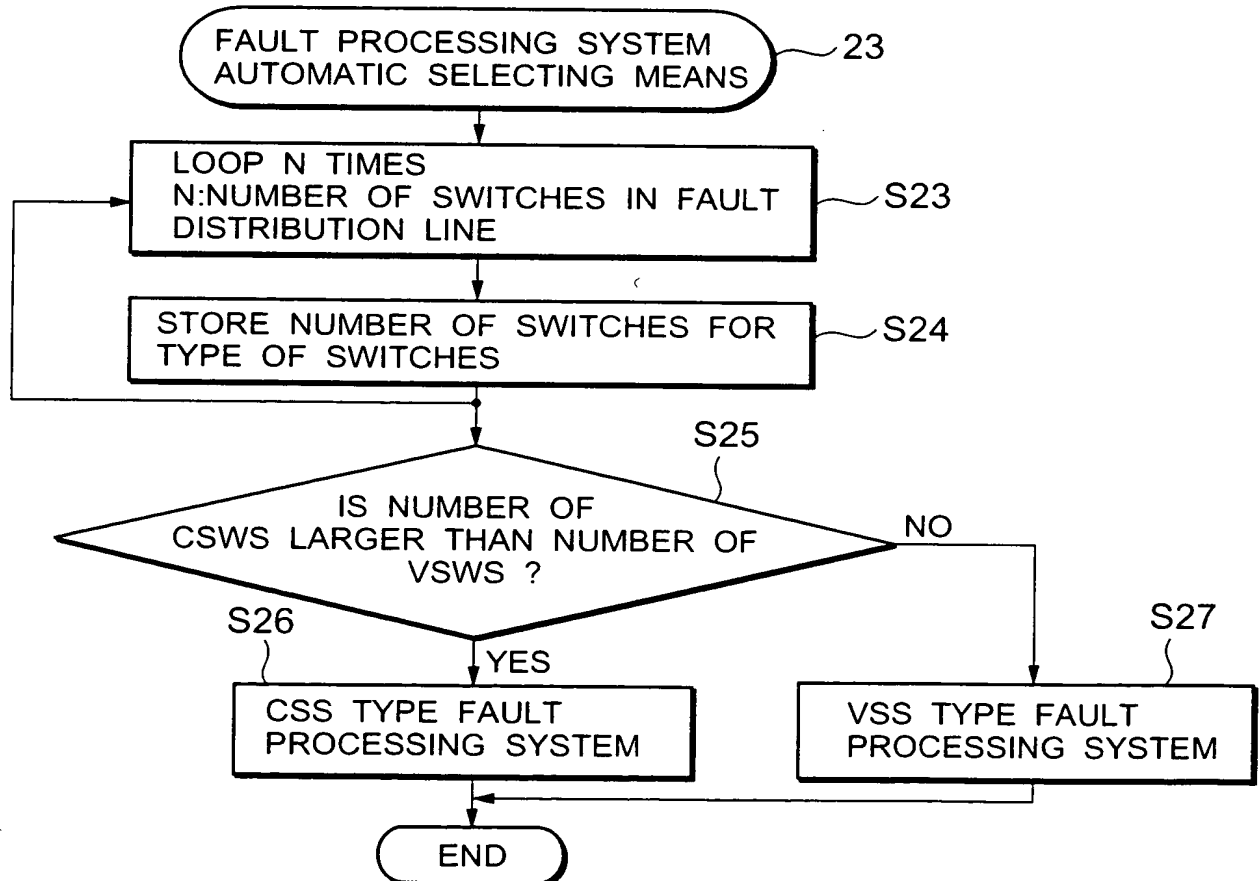 FAULT PROCESSING SYSTEM
AUTOMATIC SELECTING MEANS
23
LOOP N TIMES
N:NUMBER OF SWITCHES IN FAULT
DISTRIBUTION LINE
S23
STORE NUMBER OF SWITCHES FOR
TYPE OF SWITCHES
S24
S25
IS NUMBER OF
CSWS LARGER THAN NUMBER OF
VSWS ?
NO
S26
YES
S27
CSS TYPE FAULT
PROCESSING SYSTEM
VSS TYPE FAULT
PROCESSING SYSTEM
END